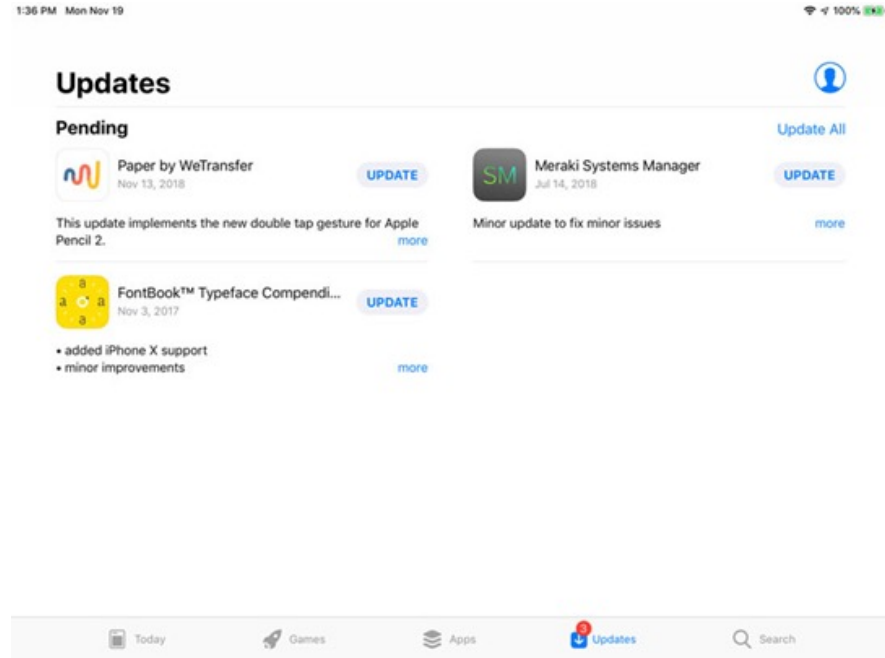 1:36 PM Mon Nov 19
100%
Updates
Pending
Update All
Paper by WeTransfer
Nov 13, 2018
UPDATE
This update implements the new double tap gesture for Apple
Pencil 2.
more
SM
Meraki Systems Manager
Jul 14, 2018
UPDATE
Minor update to fix minor issues
more
a
a a
a
FontBook™ Typeface Compendi...
Nov 3, 2017
UPDATE
• added iPhone X support
• minor improvements
more
Today
Games
Apps
3
Updates
Search